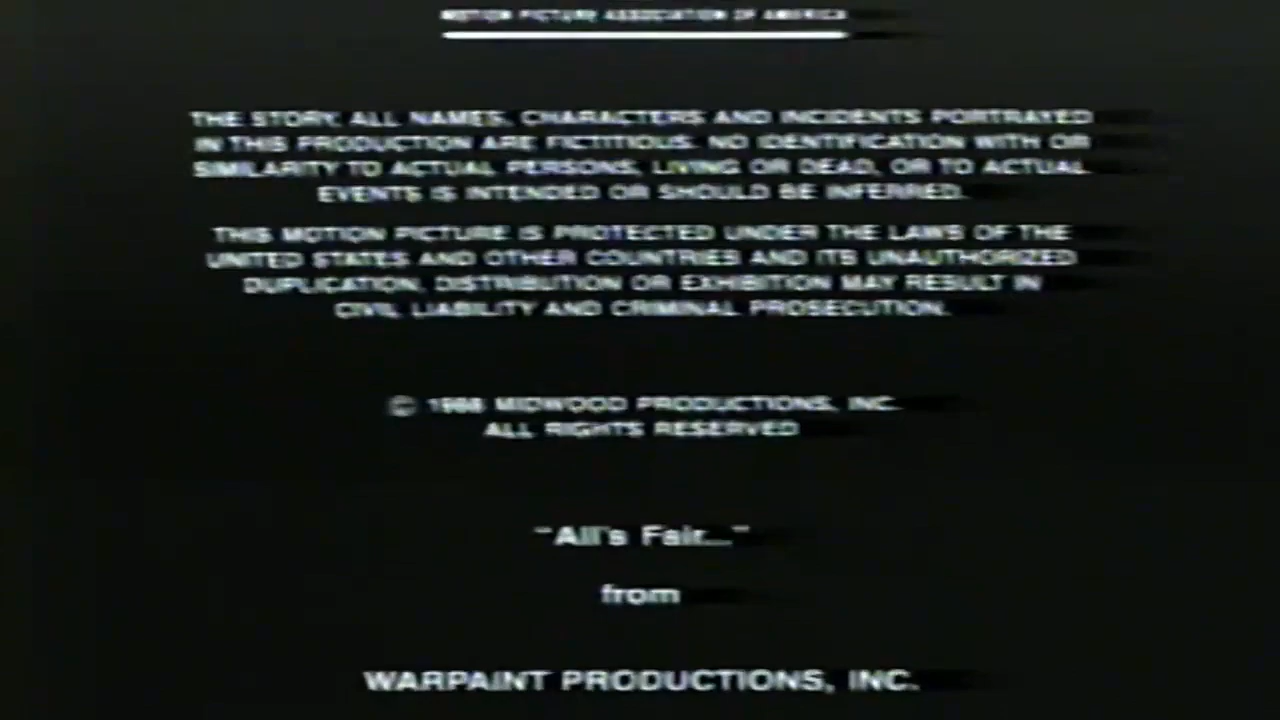 MOTION PICTURE ASSOCIATION OF AMERICA
THE STORY, ALL NAMES, CHARACTERS AND INCIDENTS PORTRAYED
IN THIS PRODUCTION ARE FICTITIOUS. NO IDENTIFICATION WITH OR
SIMILARITY TO ACTUAL PERSONS, LIVING OR DEAD, OR TO ACTUAL
EVENTS IS INTENDED OR SHOULD BE INFERRED.
THIS MOTION PICTURE IS PROTECTED UNDER THE LAWS OF THE
UNITED STATES AND OTHER COUNTRIES AND ITS UNAUTHORIZED
DUPLICATION, DISTRIBUTION OR EXHIBITION MAY RESULT IN
CIVIL LIABILITY AND CRIMINAL PROSECUTION.
© MIDWOOD PRODUCTIONS, INC.
ALL RIGHTS RESERVED
"All's Fair..."
from
WARPAINT PRODUCTIONS, INC.